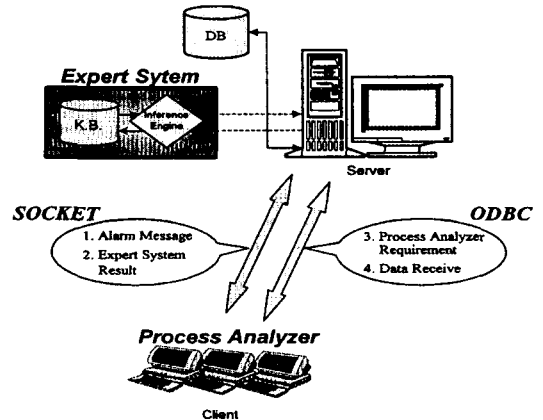 DB
Expert Sytem
K.B.
Inference
Engine
Server
SOCKET
ODBC
1. Alarm Message
2. Expert System
Result
3. Process Analyzer
Requirement
4. Data Receive
Process Analyzer
Client